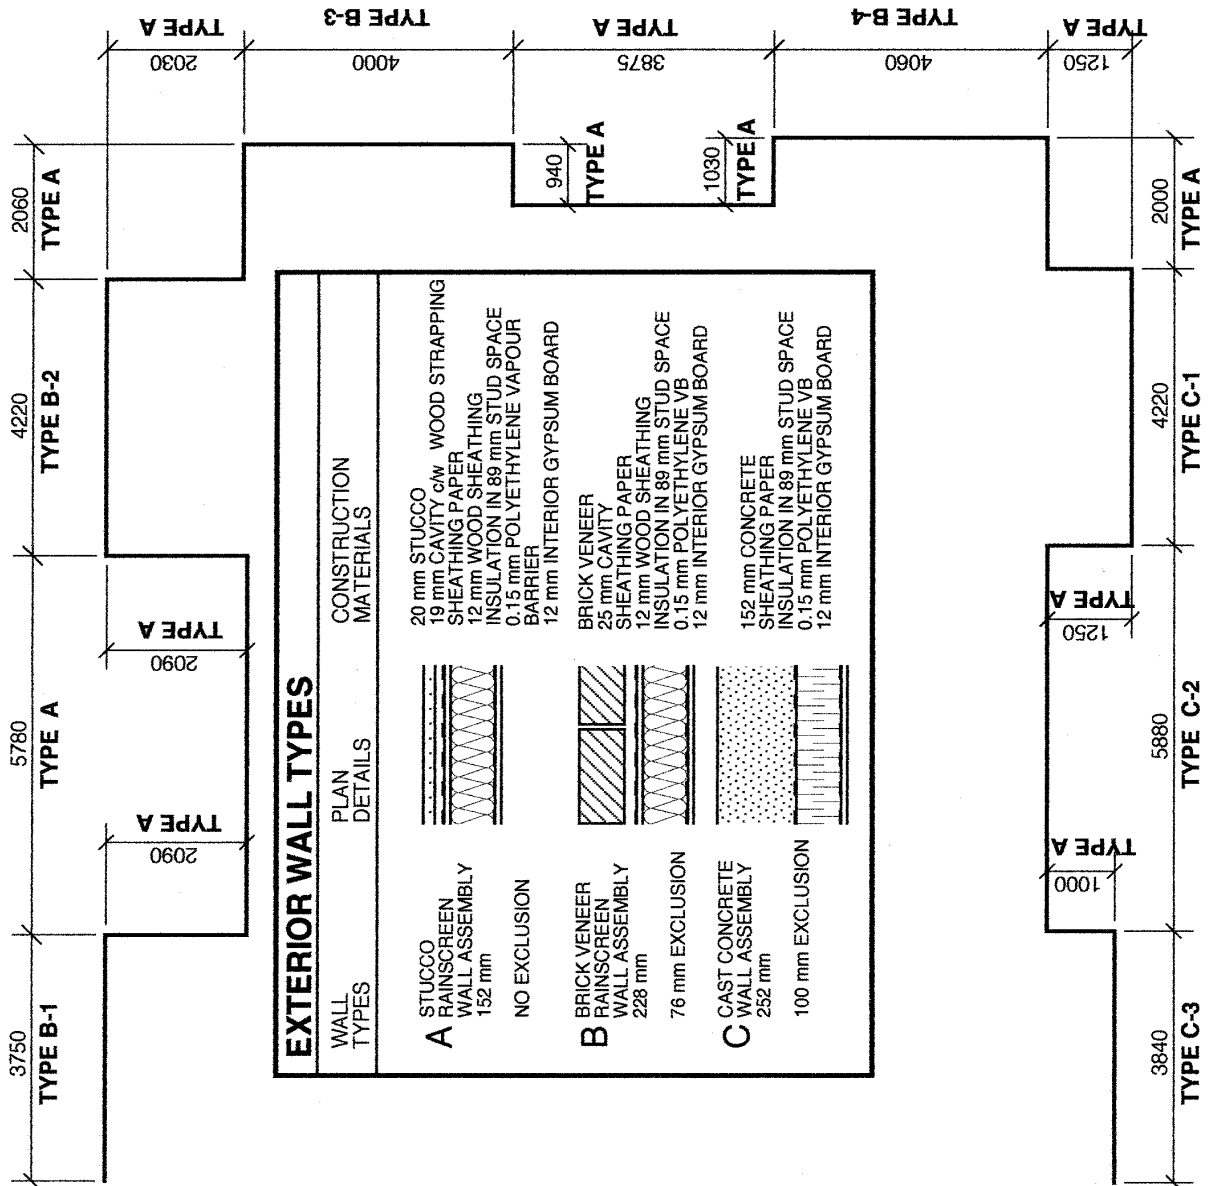 EXTERIOR WALL TYPES
WALL
TYPES
PLAN
DETAILS
CONSTRUCTION
MATERIALS
A
STUCCO
RAINSCREEN
WALL ASSEMBLY
152 mm
NO EXCLUSION
20 mm STUCCO
19 mm CAVITY c/w WOOD STRAPPING
SHEATHING PAPER
12 mm WOOD SHEATHING
INSULATION IN 89 mm STUD SPACE
0.15 mm POLYETHYLENE VAPOUR
BARRIER
12 mm INTERIOR GYPSUM BOARD
B
BRICK VENEER
RAINSCREEN
WALL ASSEMBLY
228 mm
76 mm EXCLUSION
BRICK VENEER
25 mm CAVITY
SHEATHING PAPER
12 mm WOOD SHEATHING
INSULATION IN 89 mm STUD SPACE
0.15 mm POLYETHYLENE VB
12 mm INTERIOR GYPSUM BOARD
C
CAST CONCRETE
WALL ASSEMBLY
252 mm
100 mm EXCLUSION
152 mm CONCRETE
SHEATHING PAPER
INSULATION IN 89 mm STUD SPACE
0.15 mm POLYETHYLENE VB
12 mm INTERIOR GYPSUM BOARD
3750
TYPE B-1
5780
TYPE A
4220
TYPE B-2
2060
TYPE A
2090
TYPE A
2090
TYPE A
2030
TYPE A
4000
TYPE B-3
3875
TYPE A
4060
TYPE B-4
1250
TYPE A
940
TYPE A
1030
TYPE A
2000
TYPE A
4220
TYPE C-1
5880
TYPE C-2
3840
TYPE C-3
1250
TYPE A
1000
TYPE A